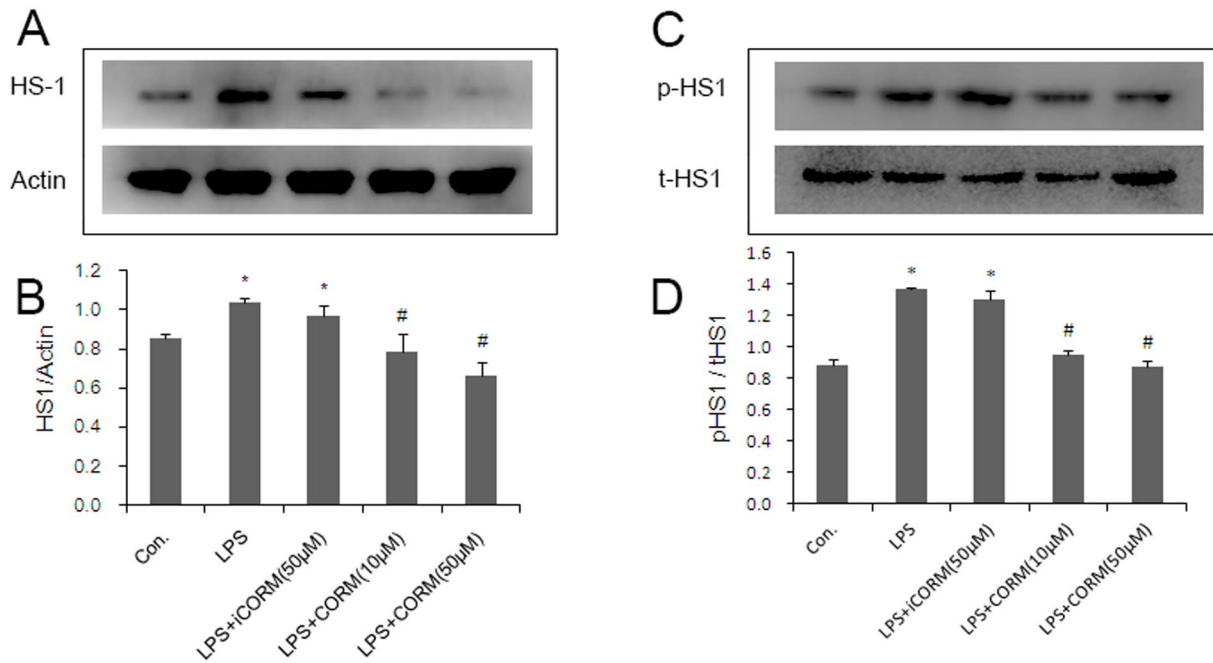 A
HS-1
Actin
B
HS1/Actin
1.2
1.0
0.8
0.6
0.4
0.2
0.0
*
*
#
#
Con.
LPS
LPS+iCORM(50μM)
LPS+CORM(10μM)
LPS+CORM(50μM)
C
p-HS1
t-HS1
D
pHS1 / tHS1
1.6
1.4
1.2
1.0
0.8
0.6
0.4
0.2
0.0
*
*
#
#
Con.
LPS
LPS+iCORM(50μM)
LPS+CORM(10μM)
LPS+CORM(50μM)